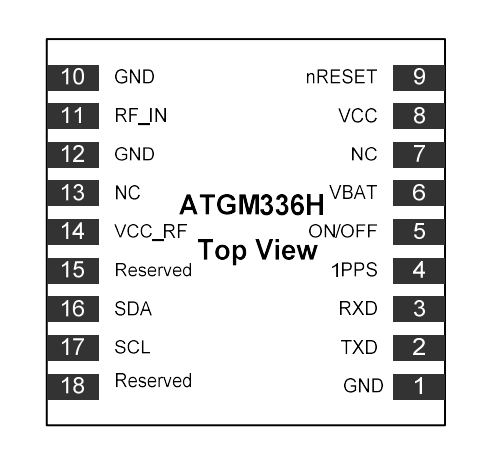 10 GND nRESET 9
11 RF_IN VCC 8
12 GND NC 7
13 NC VBAT 6
ATGM336H
14 VCC_RF ON/OFF 5
Top View
15 Reserved 1PPS 4
16 SDA RXD 3
17 SCL TXD 2
18 Reserved GND 1